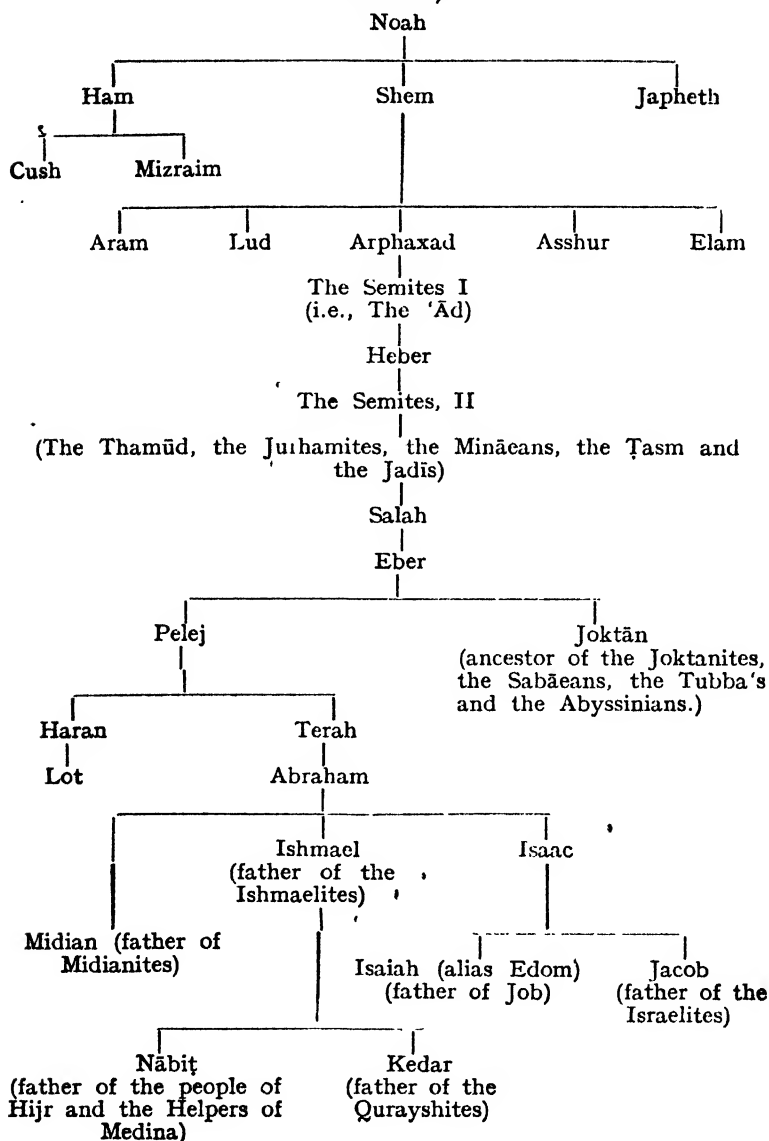 Noah
Ham Shem Japheth
Cush Mizraim
Aram Lud Arphaxad Asshur Elam
The Semites I
(i.e., The ‘Ād)
Heber
The Semites, II
(The Thamūd, the Jurhamites, the Mināeans, the Ṭasm and
the Jadīs)
Salah
Eber
Pelej Joktān
(ancestor of the Joktanites,
the Sabāeans, the Tubba's
and the Abyssinians.)
Haran Terah
Lot Abraham
Ishmael Isaac
(father of the
Ishmaelites)
Midian (father of
Midianites)
Isaiah (alias Edom) Jacob
(father of Job) (father of the
Israelites)
Nābiṭ Kedar
(father of the people of (father of the
Hijr and the Helpers of Qurayshites)
Medina)